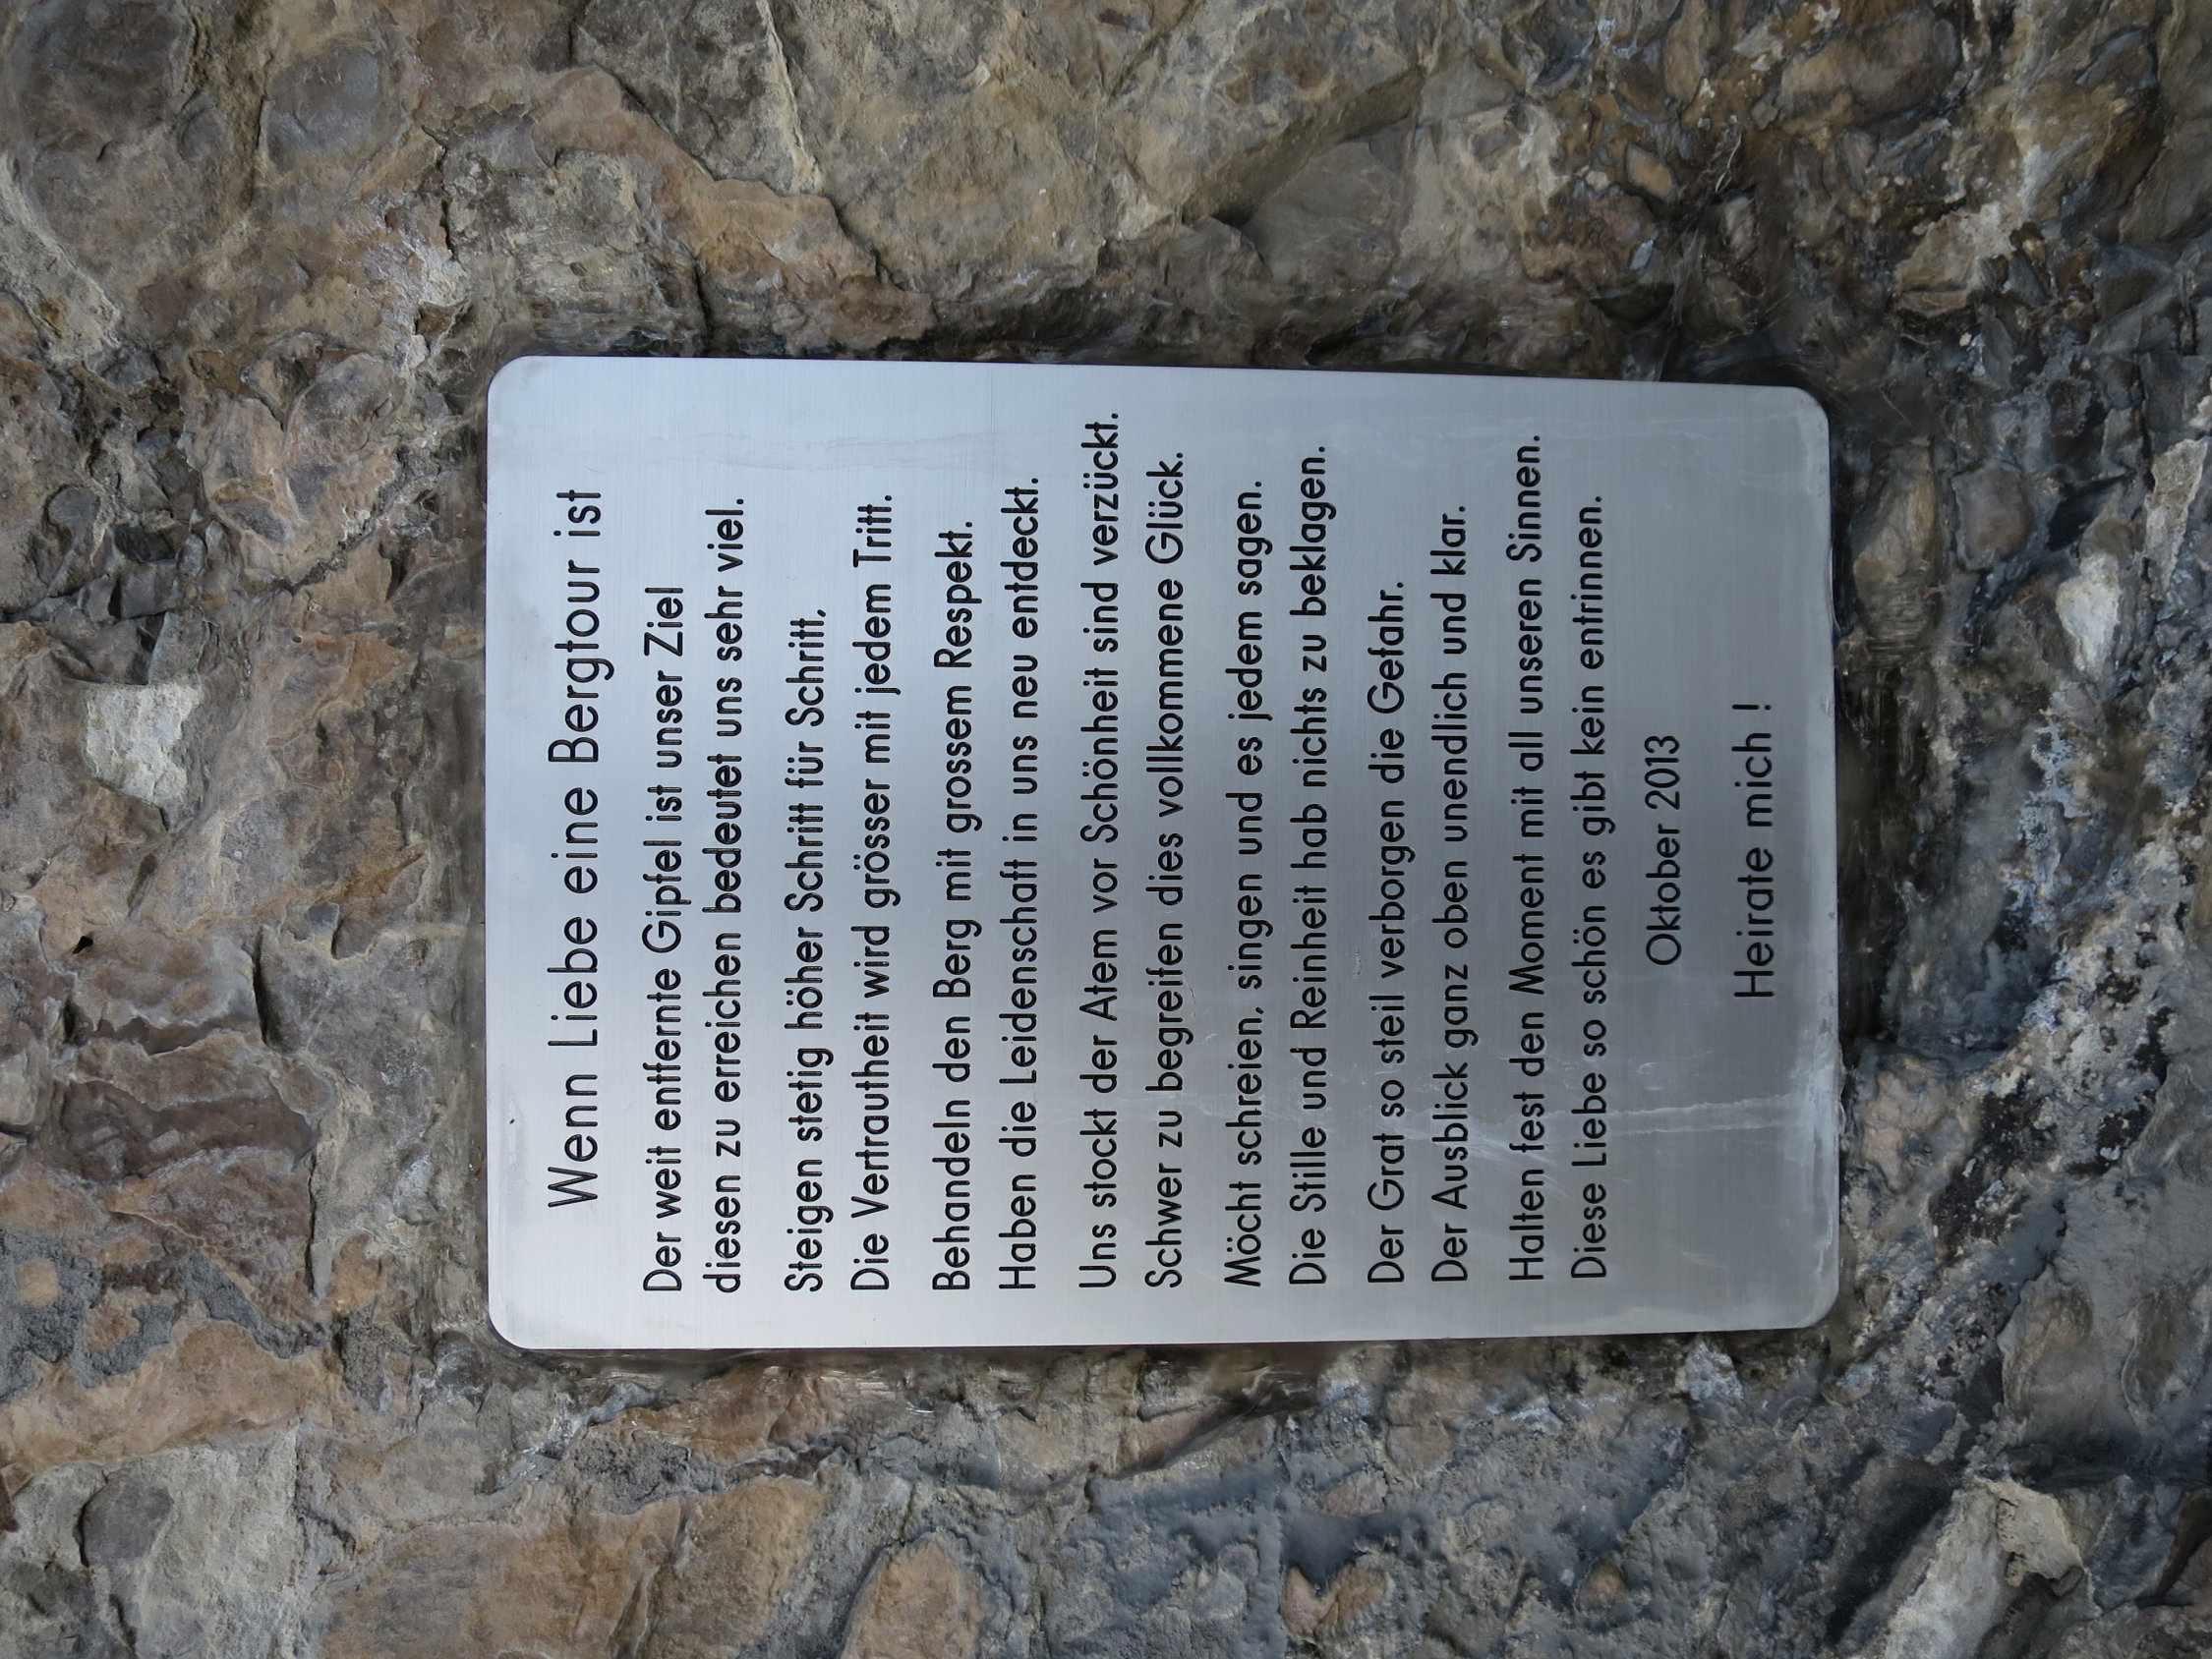 Wenn Liebe eine Bergtour ist
Der weit entfernte Gipfel ist unser Ziel
diesen zu erreichen bedeutet uns sehr viel.
Steigen stetig höher Schritt für Schritt,
Die Vertrautheit wird grösser mit jedem Tritt.
Behandeln den Berg mit grossem Respekt.
Haben die Leidenschaft in uns neu entdeckt.
Uns stockt der Atem vor Schönheit sind verzückt.
Schwer zu begreifen dies vollkommene Glück.
Möcht schreien, singen und es jedem sagen.
Die Stille und Reinheit hab nichts zu beklagen.
Der Grat so steil verborgen die Gefahr.
Der Ausblick ganz oben unendlich und klar.
Halten fest den Moment mit all unseren Sinnen.
Diese Liebe so schön es gibt kein entrinnen.
Oktober 2013
Heirate mich !